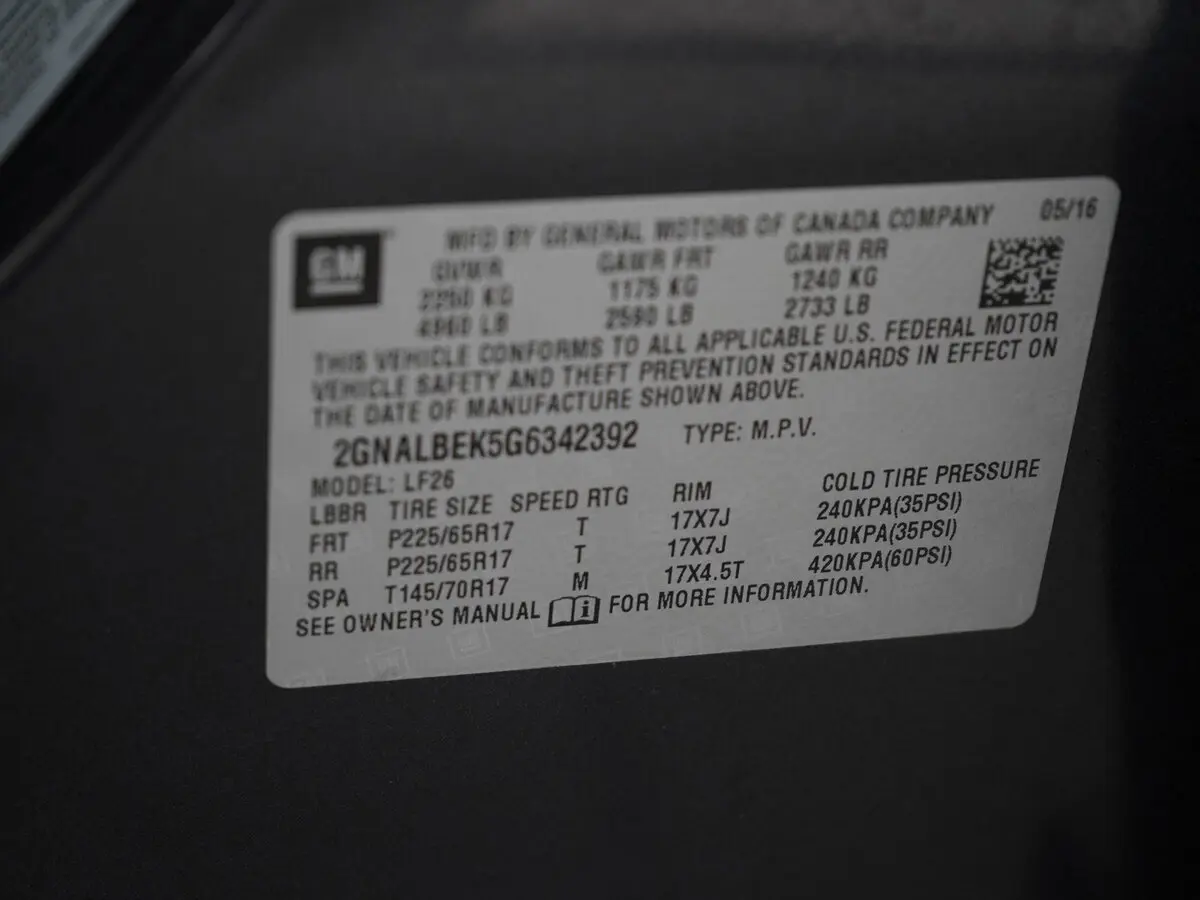 GM
MFD BY GENERAL MOTORS OF CANADA COMPANY 05/16
GVWR GAWR FRT GAWR RR
2250 KG 1175 KG 1240 KG
4960 LB 2590 LB 2733 LB
THIS VEHICLE CONFORMS TO ALL APPLICABLE U.S. FEDERAL MOTOR
VEHICLE SAFETY AND THEFT PREVENTION STANDARDS IN EFFECT ON
THE DATE OF MANUFACTURE SHOWN ABOVE.
2GNALBEK5G6342392 TYPE: M.P.V.
MODEL: LF26
LBBR TIRE SIZE SPEED RTG RIM COLD TIRE PRESSURE
FRT P225/65R17 T 17X7J 240KPA(35PSI)
RR P225/65R17 T 17X7J 240KPA(35PSI)
SPA T145/70R17 M 17X4.5T 420KPA(60PSI)
SEE OWNER'S MANUAL FOR MORE INFORMATION.